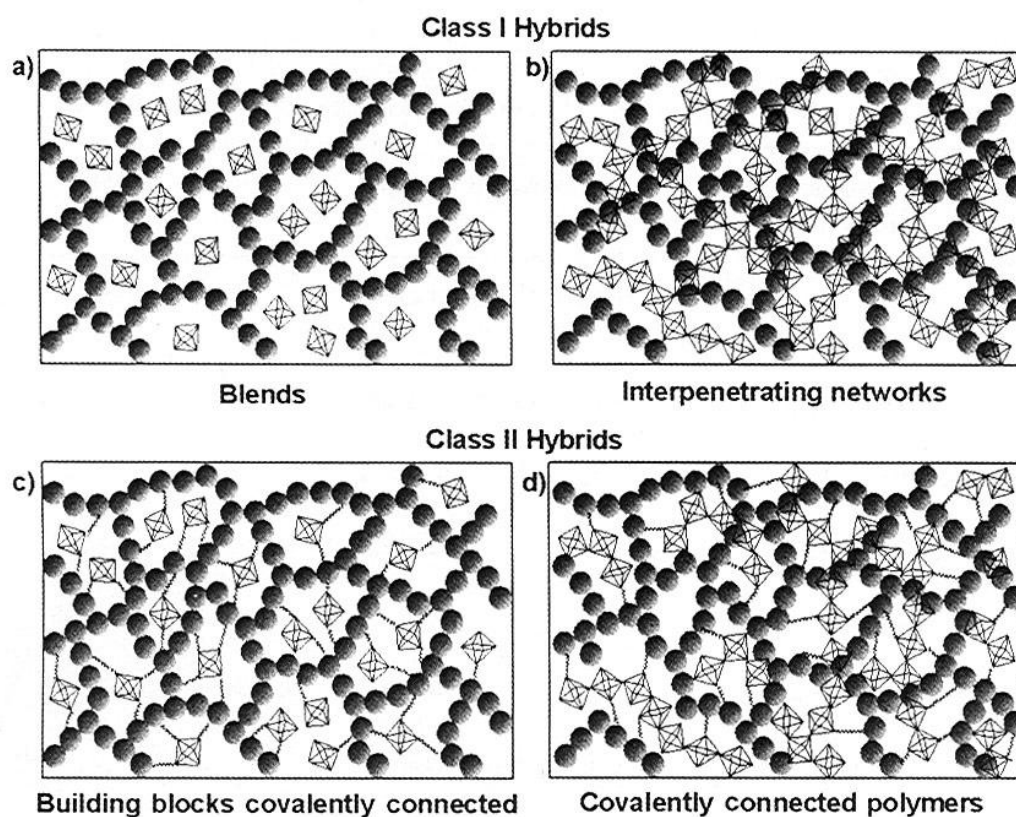 Class I Hybrids
a)
b)
Blends
Interpenetrating networks
Class II Hybrids
c)
d)
Building blocks covalently connected
Covalently connected polymers